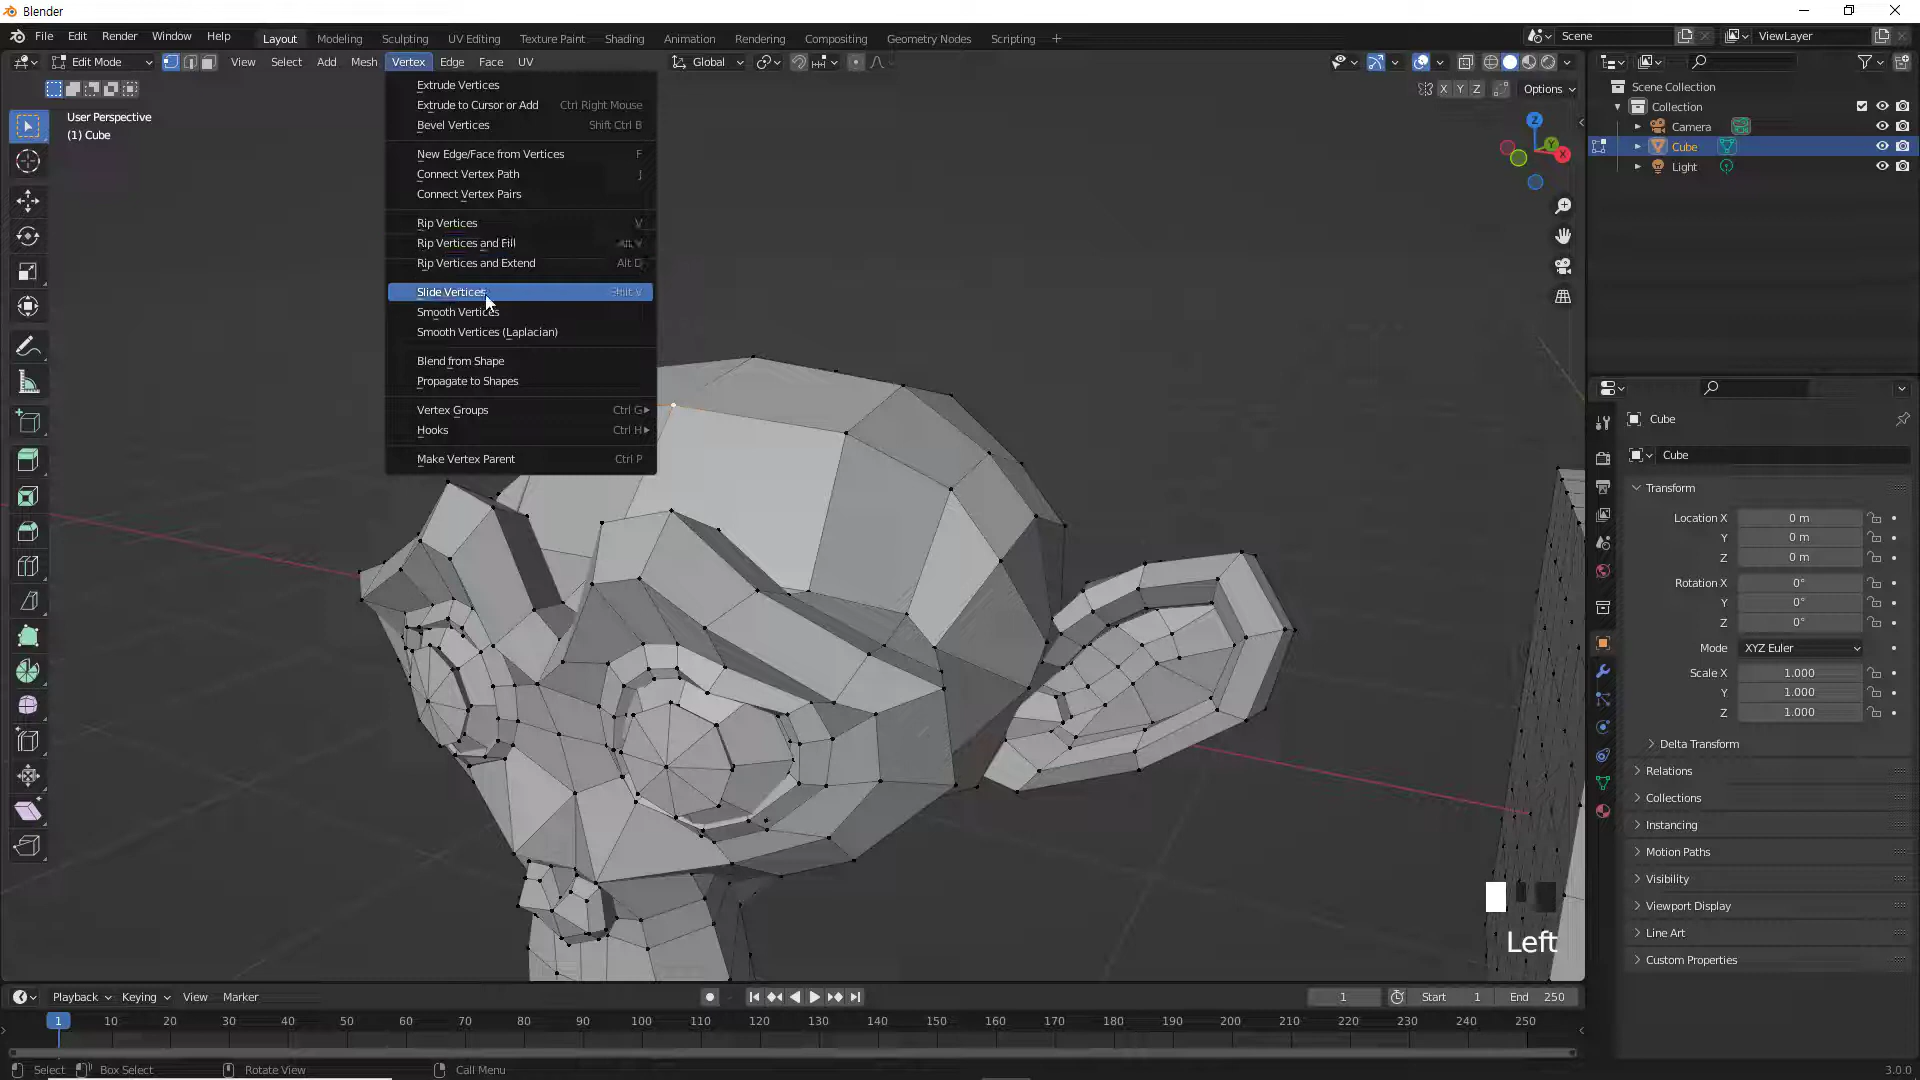 Blender
File Edit Render Window Help
Layout Modeling Sculpting UV Editing Texture Paint Shading Animation Rendering Compositing Geometry Nodes Scripting +
Scene
ViewLayer
Edit Mode View Select Add Mesh Vertex Edge Face UV
Global
X Y Z Options
User Perspective
(1) Cube
Extrude Vertices
Extrude to Cursor or Add Ctrl Right Mouse
Bevel Vertices Shift Ctrl B
New Edge/Face from Vertices F
Connect Vertex Path J
Connect Vertex Pairs
Rip Vertices V
Rip Vertices and Fill Alt V
Rip Vertices and Extend Alt D
Slide Vertices Shift V
Smooth Vertices
Smooth Vertices (Laplacian)
Blend from Shape
Propagate to Shapes
Vertex Groups Ctrl G
Hooks Ctrl H
Make Vertex Parent Ctrl P
Z
Y
X
Left
Scene Collection
Collection
Camera
Cube
Light
Cube
Cube
Transform
Location X 0 m
Y 0 m
Z 0 m
Rotation X 0°
Y 0°
Z 0°
Mode XYZ Euler
Scale X 1.000
Y 1.000
Z 1.000
Delta Transform
Relations
Collections
Instancing
Motion Paths
Visibility
Viewport Display
Line Art
Custom Properties
Playback Keying View Marker
1 Start 1 End 250
1 10 20 30 40 50 60 70 80 90 100 110 120 130 140 150 160 170 180 190 200 210 220 230 240 250
Select Box Select Rotate View Call Menu
3.0.0